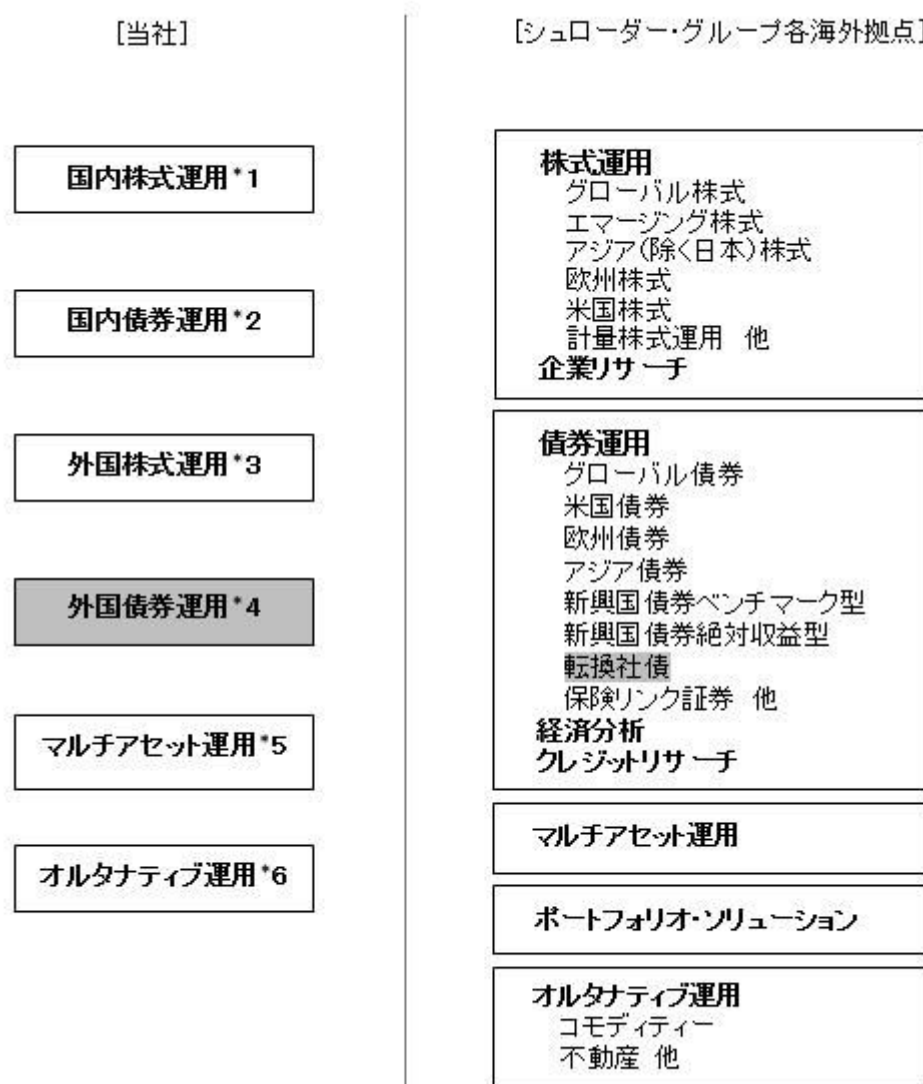 [当社]
国内株式運用*1
国内債券運用*2
外国株式運用*3
外国債券運用*4
マルチアセット運用*5
オルタナティブ運用*6
[シュローダー・グループ各海外拠点]
株式運用
グローバル株式
エマージング株式
アジア(除く日本)株式
欧州株式
米国株式
計量株式運用 他
企業リサーチ
債券運用
グローバル債券
米国債券
欧州債券
アジア債券
新興国債券ベンチマーク型
新興国債券絶対収益型
転換社債
保険リンク証券 他
経済分析
クレジットリサーチ
マルチアセット運用
ポートフォリオ・ソリューション
オルタナティブ運用
コモディティー
不動産 他